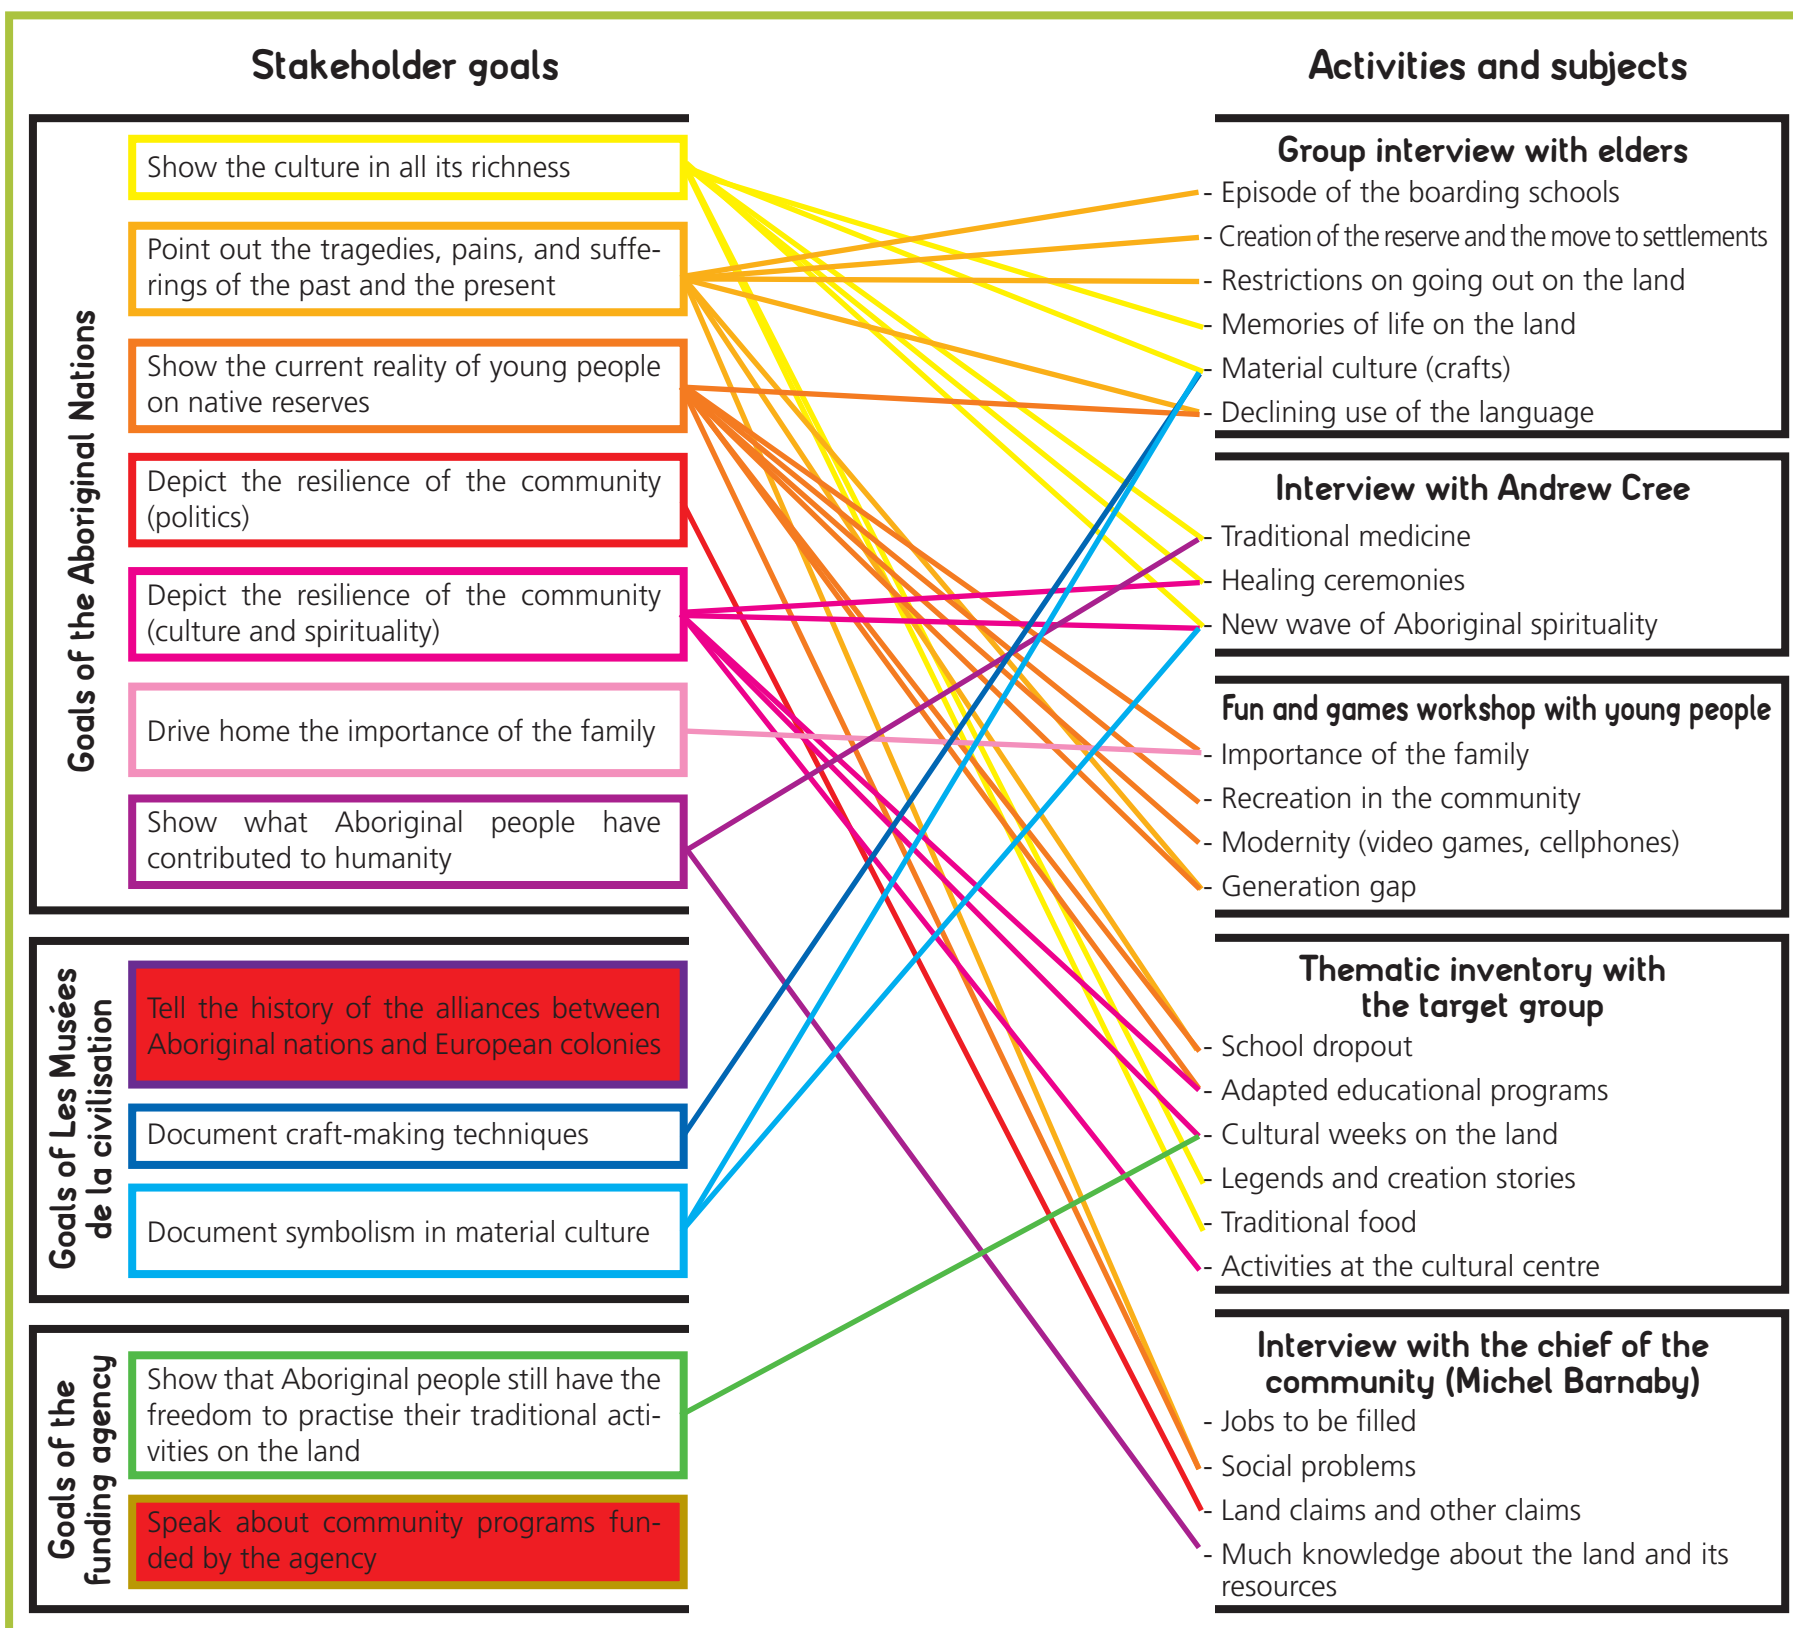 Stakeholder goals
Goals of the Aboriginal Nations
Show the culture in all its richness
Point out the tragedies, pains, and suffe-
rings of the past and the present
Show the current reality of young people
on native reserves
Depict the resilience of the community
(politics)
Depict the resilience of the community
(culture and spirituality)
Drive home the importance of the family
Show what Aboriginal people have
contributed to humanity
Goals of Les Musées
de la civilisation
Tell the history of the alliances between
Aboriginal nations and European colonies
Document craft-making techniques
Document symbolism in material culture
Goals of the
funding agency
Show that Aboriginal people still have the
freedom to practise their traditional acti-
vities on the land
Speak about community programs fun-
ded by the agency
Activities and subjects
Group interview with elders
- Episode of the boarding schools
- Creation of the reserve and the move to settlements
- Restrictions on going out on the land
- Memories of life on the land
- Material culture (crafts)
- Declining use of the language
Interview with Andrew Cree
- Traditional medicine
- Healing ceremonies
- New wave of Aboriginal spirituality
Fun and games workshop with young people
- Importance of the family
- Recreation in the community
- Modernity (video games, cellphones)
- Generation gap
Thematic inventory with
the target group
- School dropout
- Adapted educational programs
- Cultural weeks on the land
- Legends and creation stories
- Traditional food
- Activities at the cultural centre
Interview with the chief of the
community (Michel Barnaby)
- Jobs to be filled
- Social problems
- Land claims and other claims
- Much knowledge about the land and its
resources